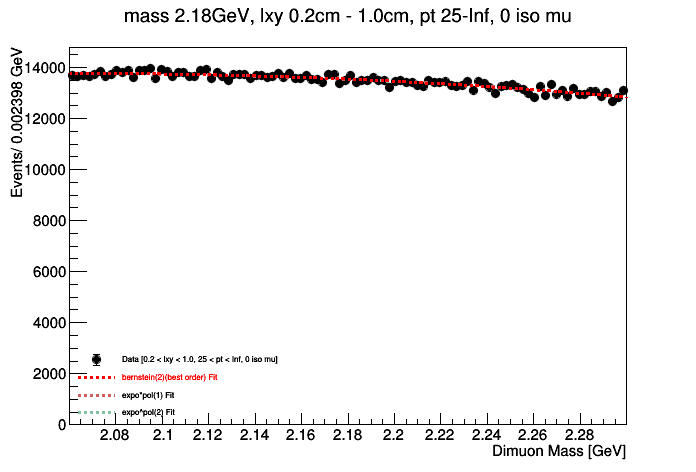 mass 2.18GeV, lxy 0.2cm - 1.0cm, pt 25-Inf, 0 iso mu
Events/ 0.002398 GeV
14000
12000
10000
8000
6000
4000
2000
0
Data [0.2 < lxy < 1.0, 25 < pt < Inf, 0 iso mu]
bernstein(2)(best order) Fit
expo*pol(1) Fit
expo^pol(2) Fit
2.08 2.1 2.12 2.14 2.16 2.18 2.2 2.22 2.24 2.26 2.28
Dimuon Mass [GeV]